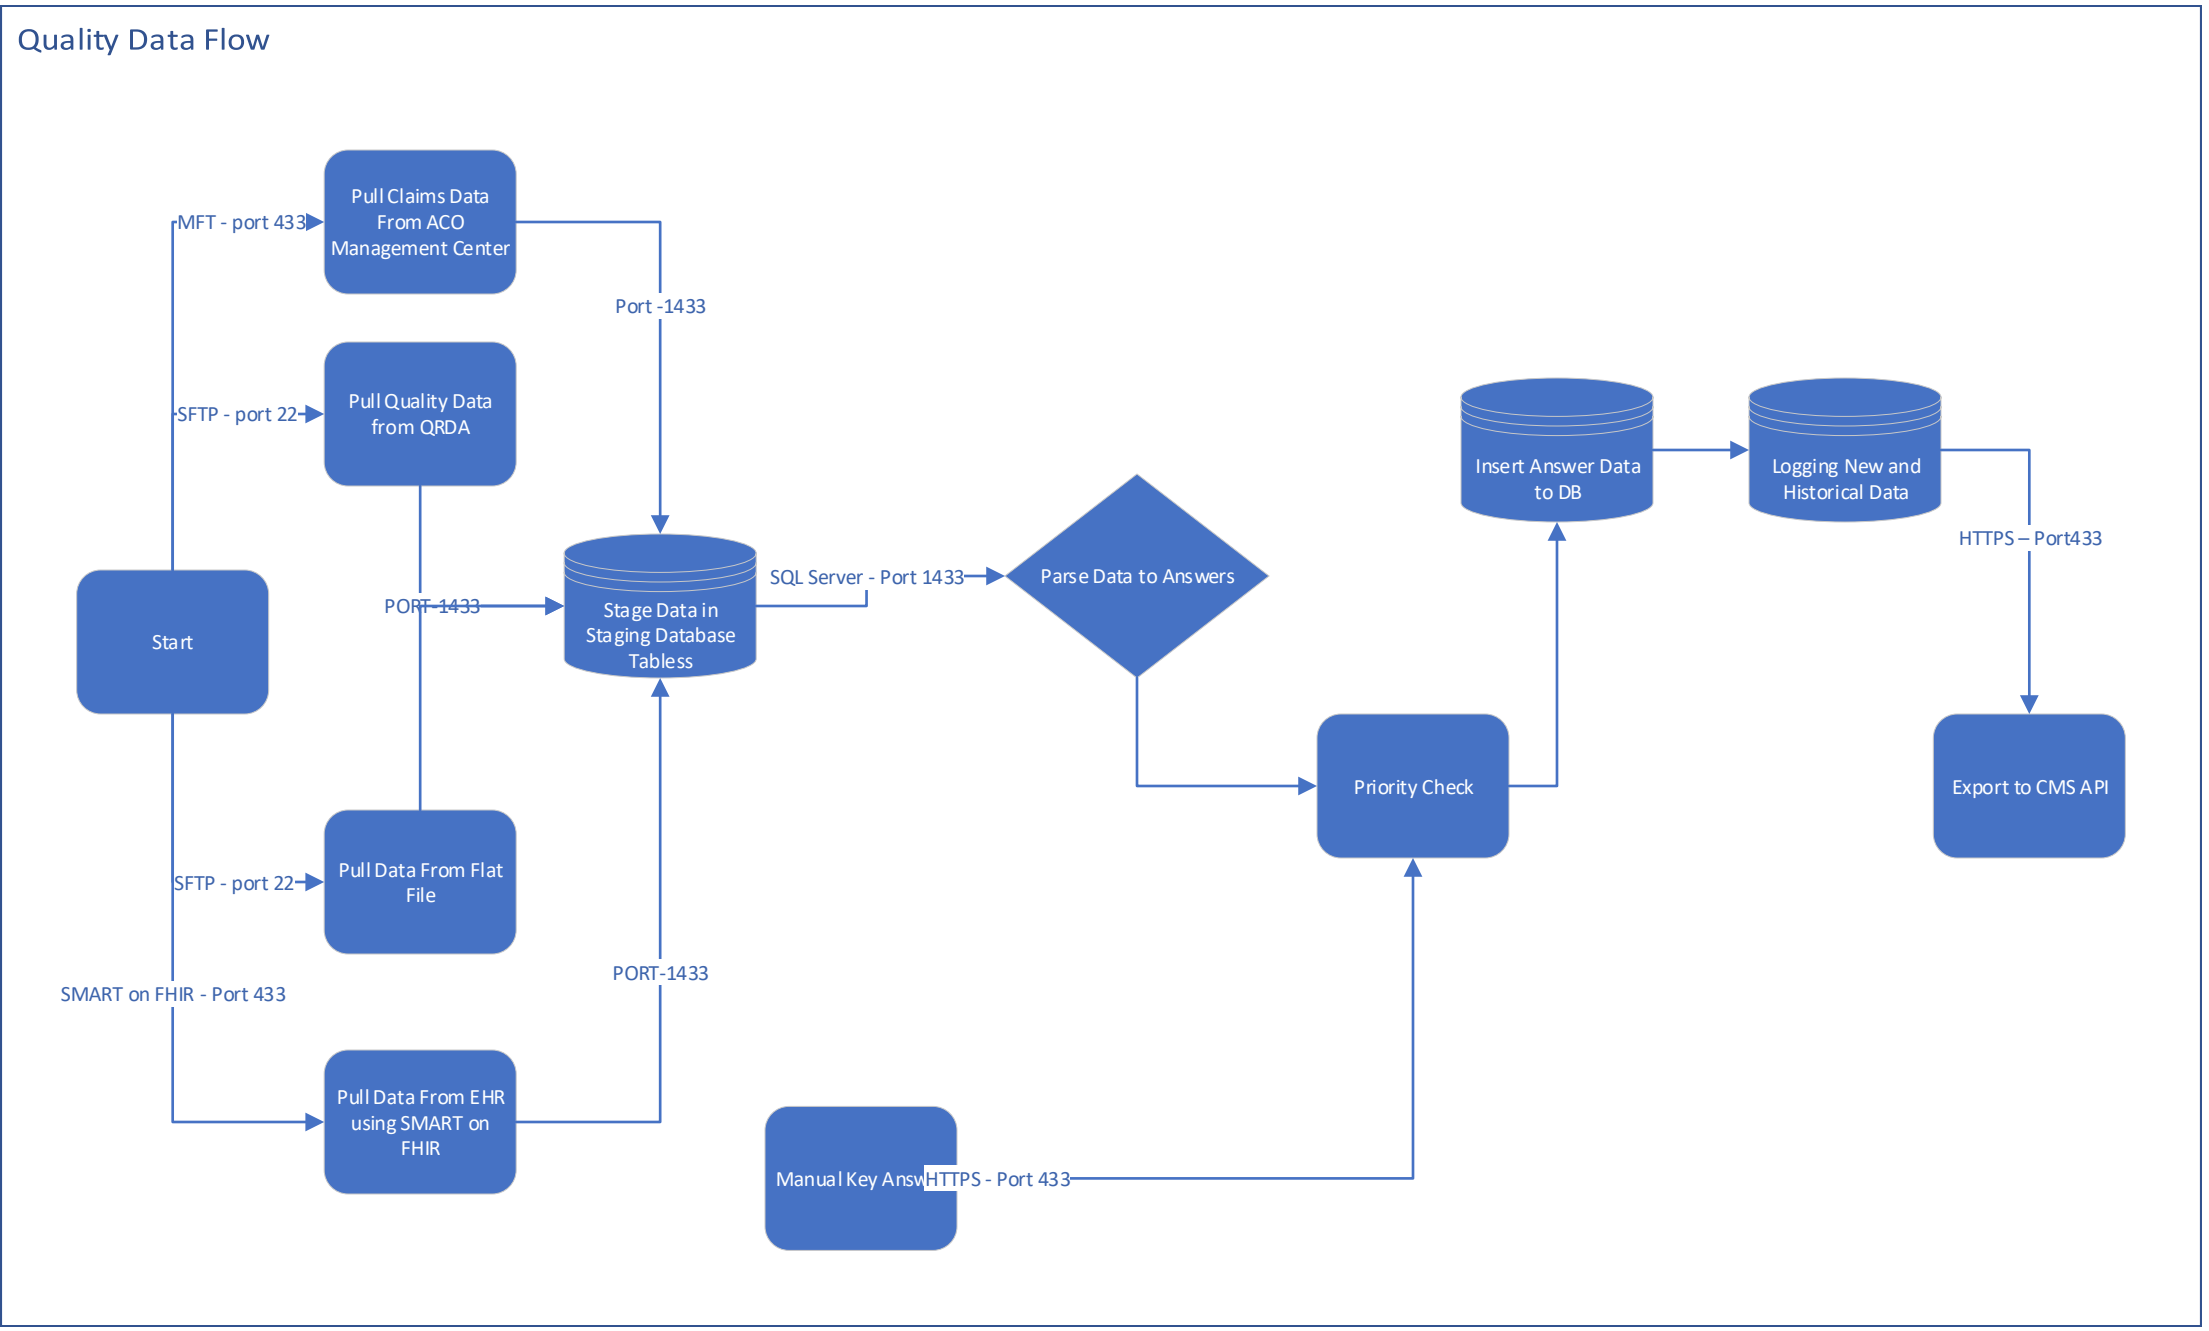 Quality Data Flow
Pull Claims Data
From ACO
Management Center
MFT - port 433
Port -1433
Pull Quality Data
from QRDA
SFTP - port 22
Insert Answer Data
to DB
Logging New and
Historical Data
HTTPS – Port433
SQL Server - Port 1433
Parse Data to Answers
PORT-1433
Stage Data in
Staging Database
Tabless
Start
Priority Check
Export to CMS API
Pull Data From Flat
File
SFTP - port 22
PORT-1433
SMART on FHIR - Port 433
Pull Data From EHR
using SMART on
FHIR
Manual Key Answ
HTTPS - Port 433